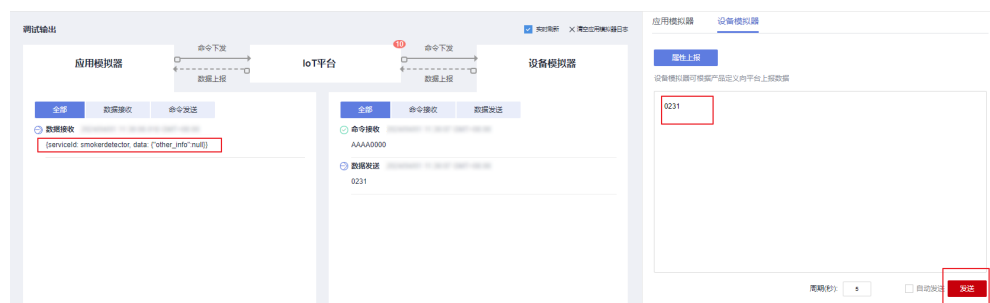 调试输出
实时刷新
清空应用模拟器日志
应用模拟器
命令下发
数据上报
IoT平台
10
命令下发
数据上报
设备模拟器
全部
数据接收
命令发送
数据接收
{serviceId: smokerdetector, data: {"other_info":null}}
全部
命令接收
数据发送
命令接收
AAAA0000
数据发送
0231
应用模拟器
设备模拟器
属性上报
设备模拟器可根据产品定义向平台上报数据
0231
周期(秒):
5
自动发送
发送